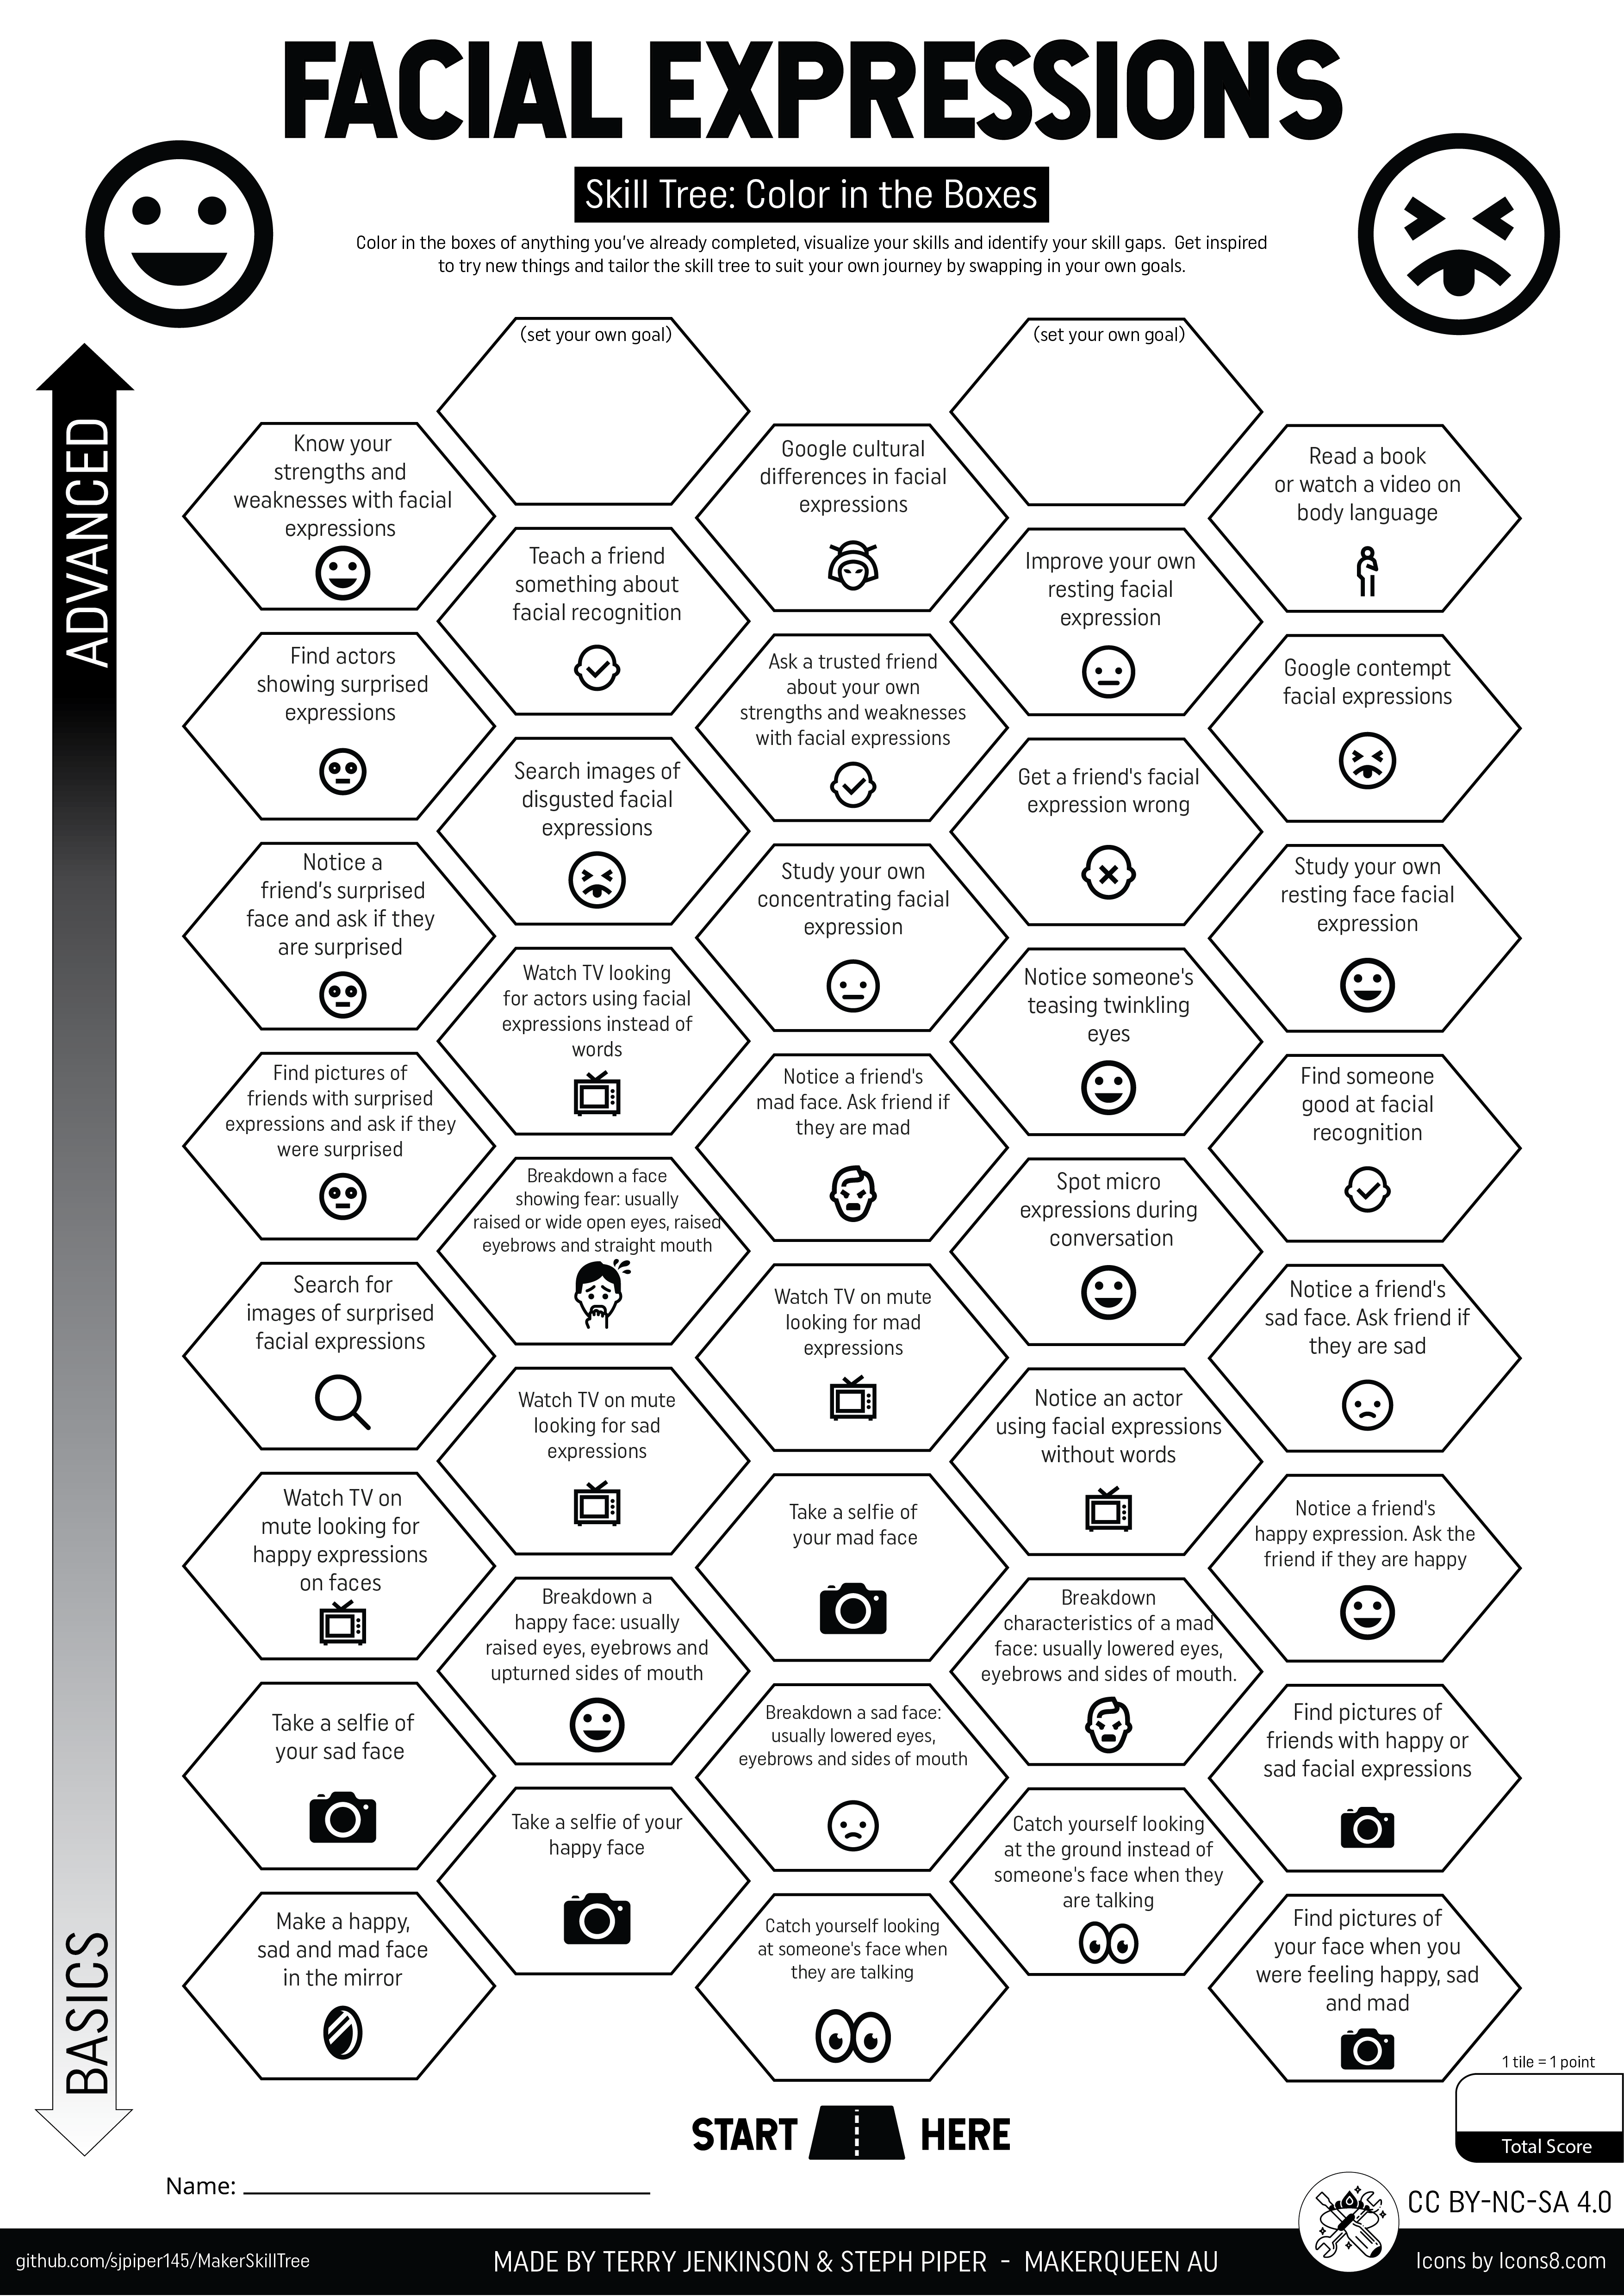 FACIAL EXPRESSIONS
Skill Tree: Color in the Boxes
Color in the boxes of anything you've already completed, visualize your skills and identify your skill gaps.  Get inspired
to try new things and tailor the skill tree to suit your own journey by swapping in your own goals.
ADVANCED
BASICS
(set your own goal)
(set your own goal)
Know your
strengths and
weaknesses with facial
expressions
Google cultural
differences in facial
expressions
Read a book
or watch a video on
body language
Teach a friend
something about
facial recognition
Improve your own
resting facial
expression
Find actors
showing surprised
expressions
Ask a trusted friend
about your own
strengths and weaknesses
with facial expressions
Google contempt
facial expressions
Search images of
disgusted facial
expressions
Get a friend's facial
expression wrong
Notice a
friend's surprised
face and ask if they
are surprised
Study your own
concentrating facial
expression
Study your own
resting face facial
expression
Watch TV looking
for actors using facial
expressions instead of
words
Notice someone's
teasing twinkling
eyes
Find pictures of
friends with surprised
expressions and ask if they
were surprised
Notice a friend's
mad face. Ask friend if
they are mad
Find someone
good at facial
recognition
Breakdown a face
showing fear: usually
raised or wide open eyes, raised
eyebrows and straight mouth
Spot micro
expressions during
conversation
Search for
images of surprised
facial expressions
Watch TV on mute
looking for mad
expressions
Notice a friend's
sad face. Ask friend if
they are sad
Watch TV on mute
looking for sad
expressions
Notice an actor
using facial expressions
without words
Watch TV on
mute looking for
happy expressions
on faces
Take a selfie of
your mad face
Notice a friend's
happy expression. Ask the
friend if they are happy
Breakdown a
happy face: usually
raised eyes, eyebrows and
upturned sides of mouth
Breakdown
characteristics of a mad
face: usually lowered eyes,
eyebrows and sides of mouth.
Take a selfie of
your sad face
Breakdown a sad face:
usually lowered eyes,
eyebrows and sides of mouth
Find pictures of
friends with happy or
sad facial expressions
Take a selfie of your
happy face
Catch yourself looking
at the ground instead of
someone's face when they
are talking
Make a happy,
sad and mad face
in the mirror
Catch yourself looking
at someone's face when
they are talking
Find pictures of
your face when you
were feeling happy, sad
and mad
1 tile = 1 point
Total Score
START HERE
Name:
CC BY-NC-SA 4.0
github.com/sjpiper145/MakerSkillTree
MADE BY TERRY JENKINSON & STEPH PIPER - MAKERQUEEN AU
Icons by Icons8.com